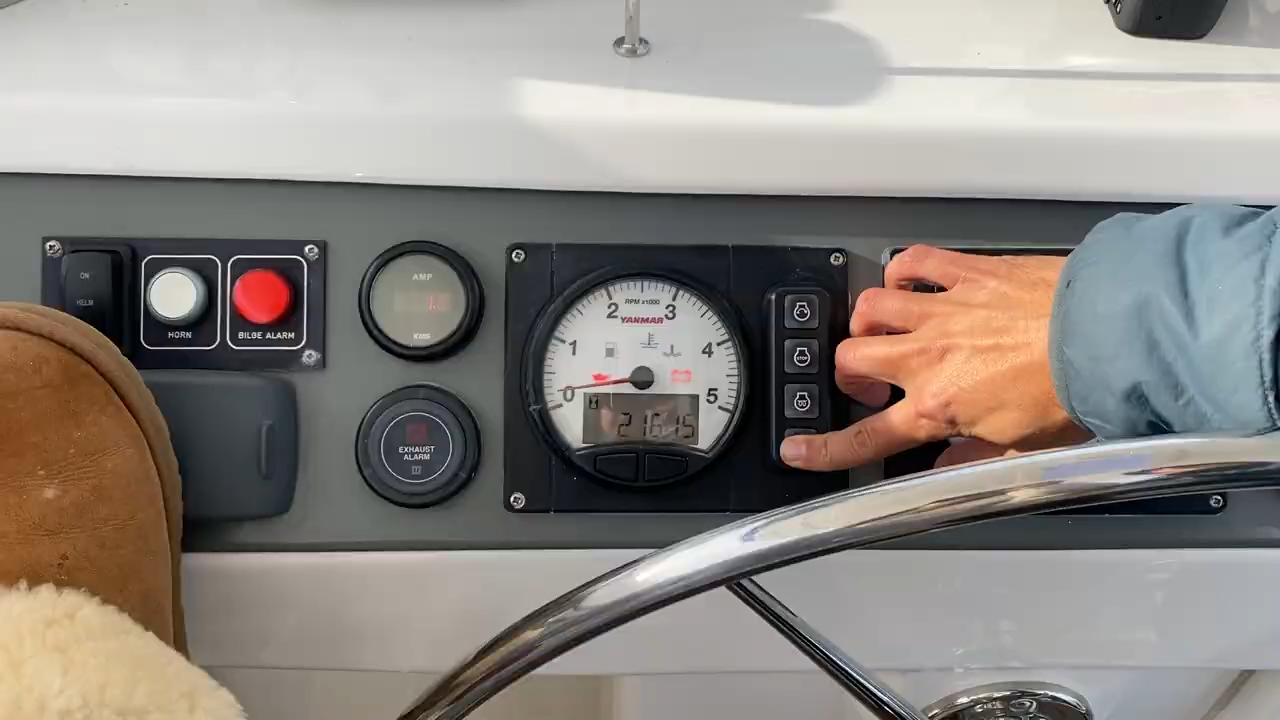 ON
HELM
HORN
BILGE ALARM
AMP
KMS
EXHAUST
ALARM
RPM x1000
YANMAR
0
1
2
3
4
5
2161.5
STOP